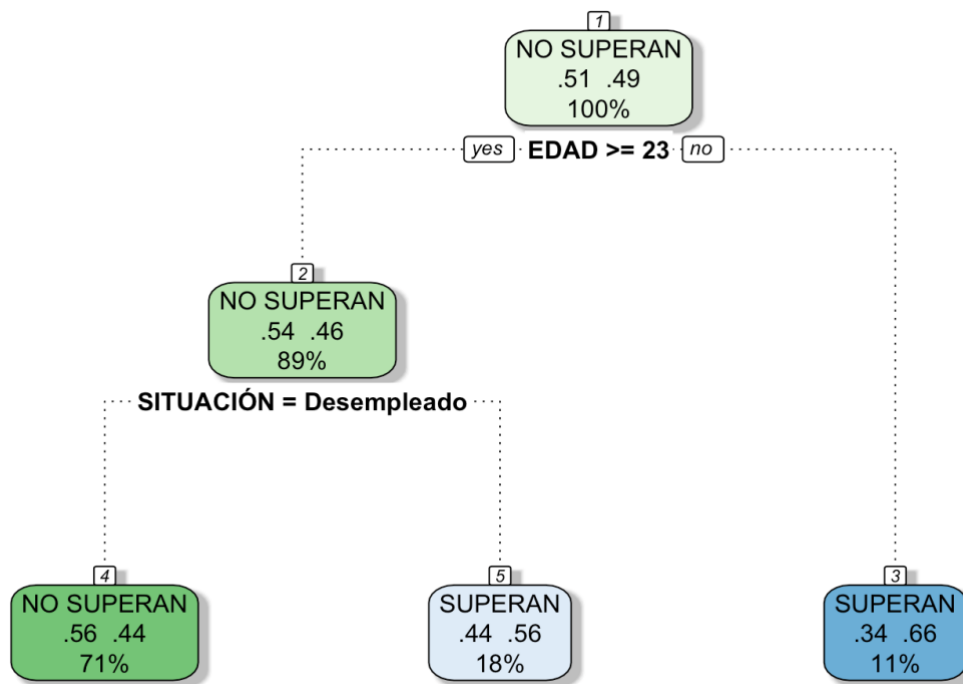 1
NO SUPERAN
.51 .49
100%
yes EDAD >= 23 no
2
NO SUPERAN
.54 .46
89%
SITUACIÓN = Desempleado
4
NO SUPERAN
.56 .44
71%
5
SUPERAN
.44 .56
18%
3
SUPERAN
.34 .66
11%